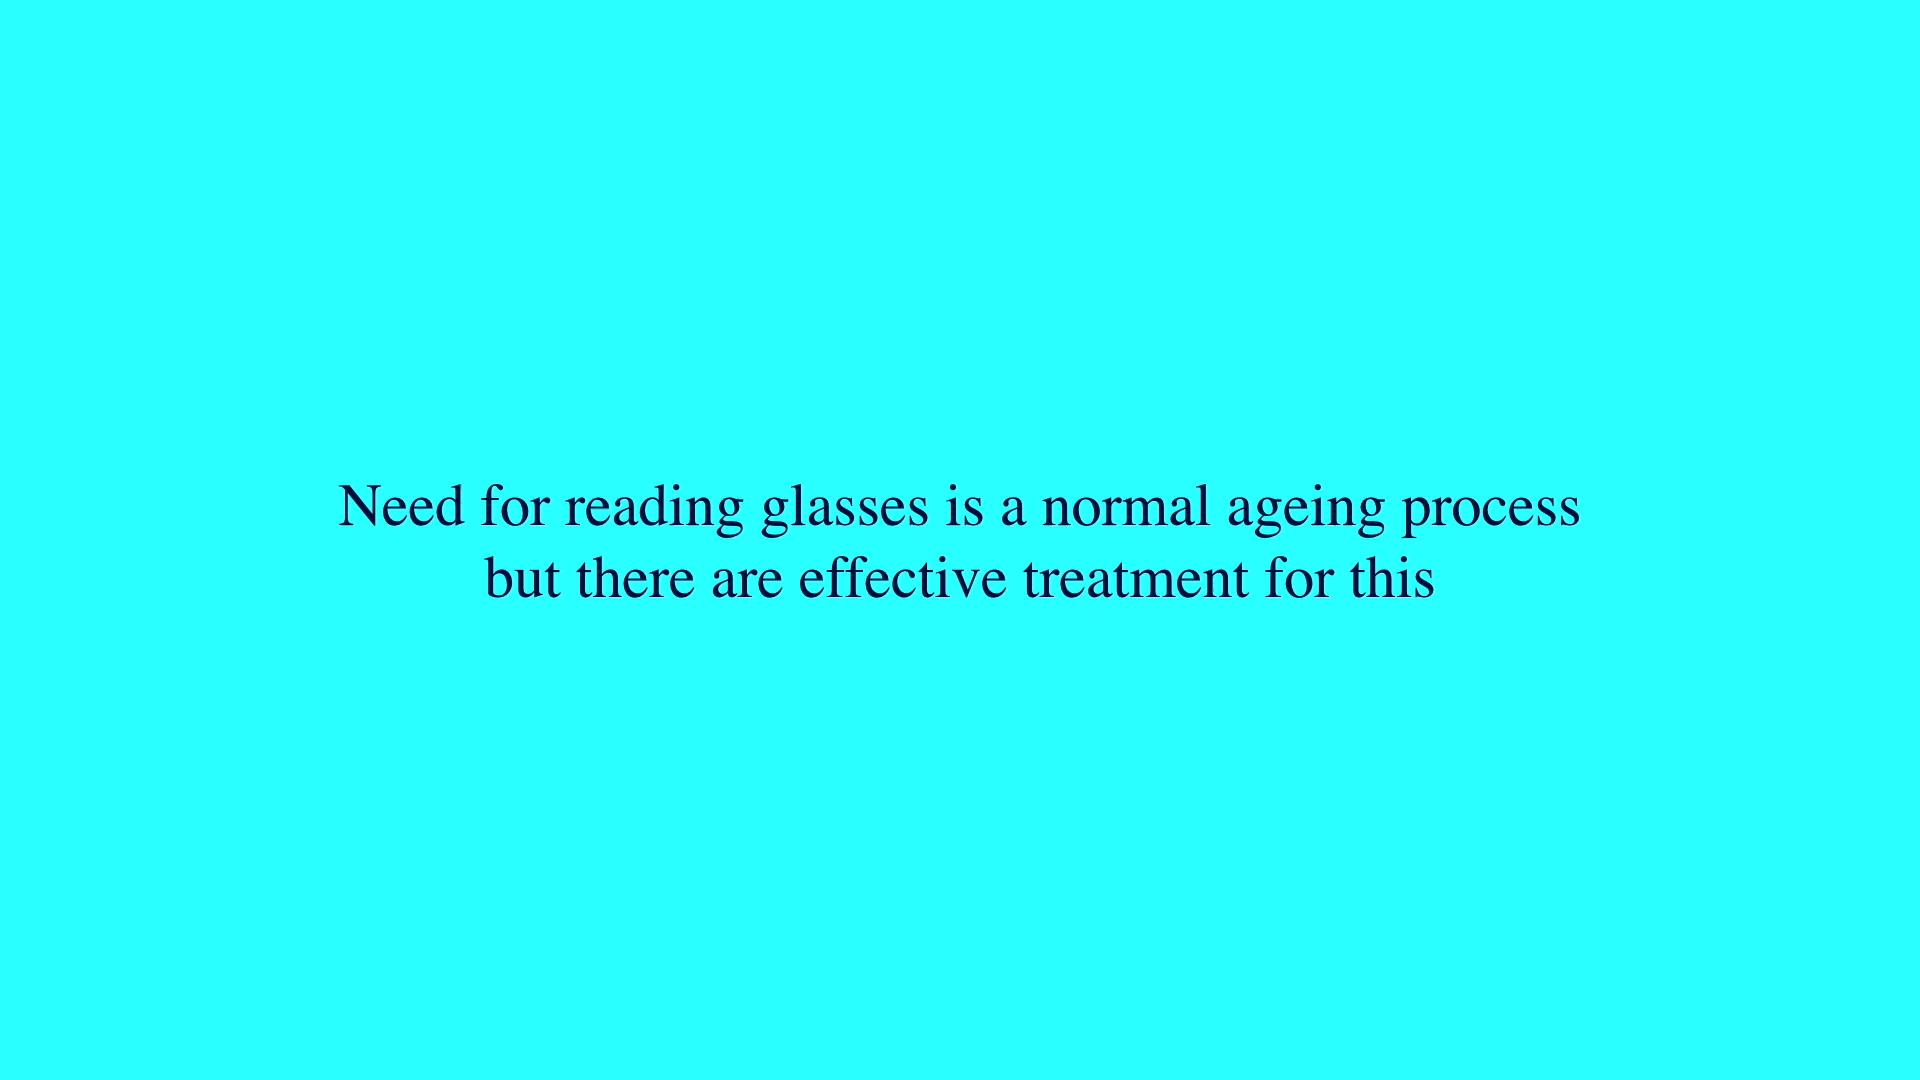 Need for reading glasses is a normal ageing process
but there are effective treatment for this